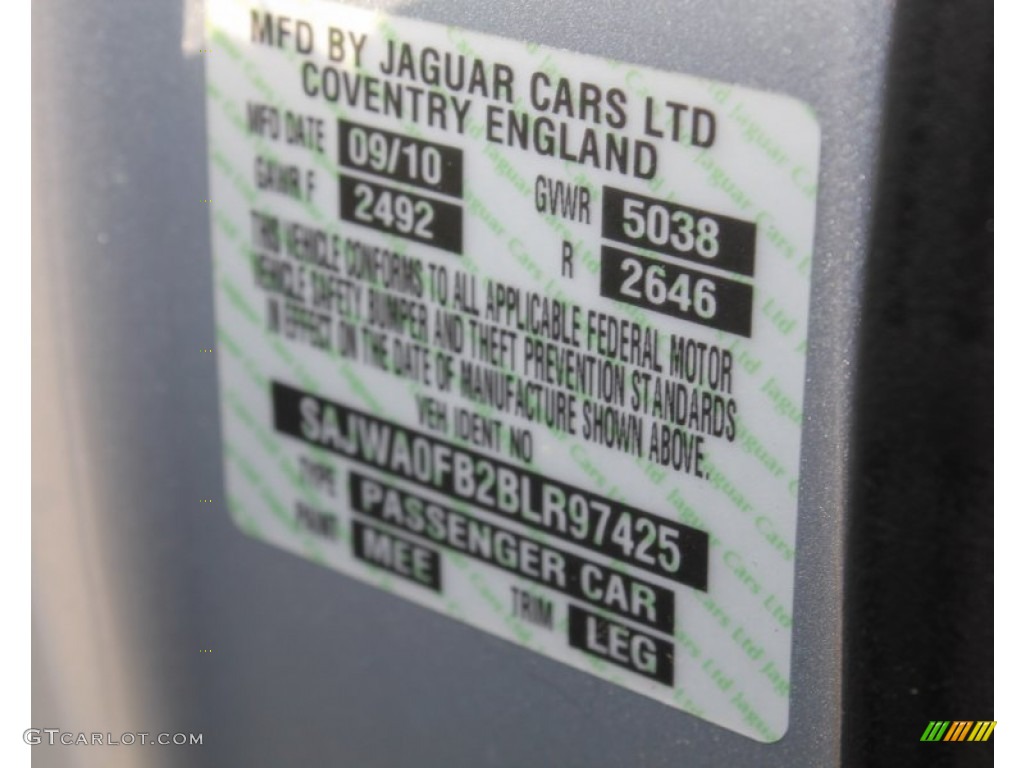 MFD BY JAGUAR CARS LTD
COVENTRY ENGLAND
MFD DATE 09/10 GVWR 5038
GAWR F 2492 R 2646
THIS VEHICLE CONFORMS TO ALL APPLICABLE FEDERAL MOTOR
VEHICLE SAFETY, BUMPER AND THEFT PREVENTION STANDARDS
IN EFFECT ON THE DATE OF MANUFACTURE SHOWN ABOVE.
VEH IDENT NO
SAJWA0FB2BLR97425
TYPE PASSENGER CAR
PAINT MEE TRIM LEG
GTCARLOT.COM